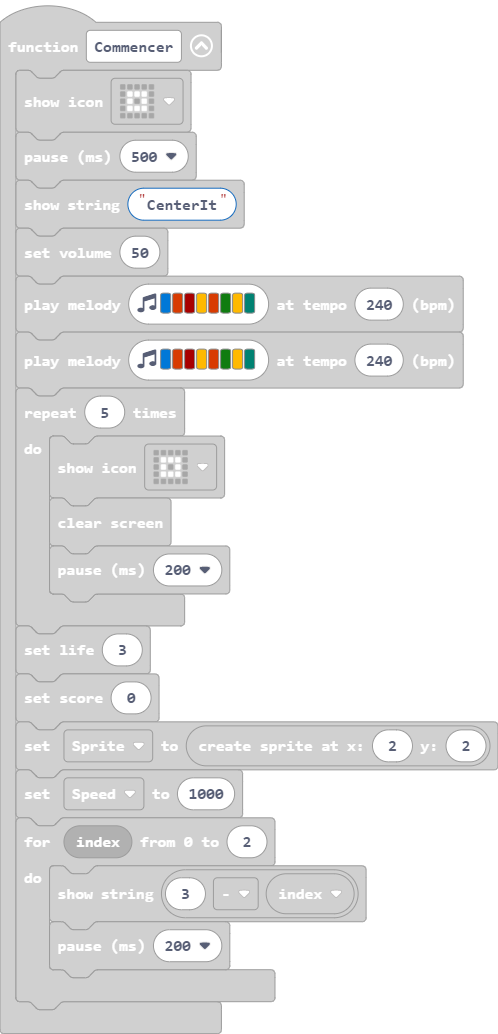 function Commencer
show icon
pause (ms) 500
show string "CenterIt"
set volume 50
play melody at tempo 240 (bpm)
play melody at tempo 240 (bpm)
repeat 5 times
do
show icon
clear screen
pause (ms) 200
set life 3
set score 0
set Sprite to create sprite at x: 2 y: 2
set Speed to 1000
for index from 0 to 2
do
show string 3 - index
pause (ms) 200